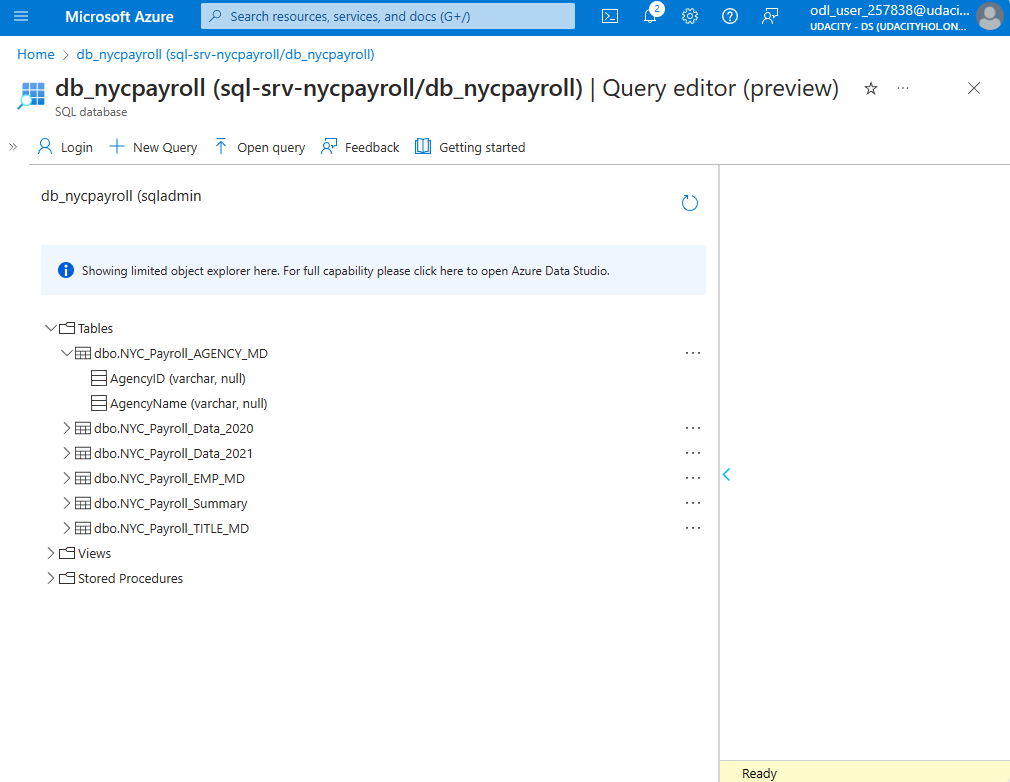 Microsoft Azure
Search resources, services, and docs (G+/)
2
odl_user_257838@udaci...
UDACITY - DS (UDACITYHOL.ON...
Home > db_nycpayroll (sql-srv-nycpayroll/db_nycpayroll)
db_nycpayroll (sql-srv-nycpayroll/db_nycpayroll) | Query editor (preview)
SQL database
Login
New Query
Open query
Feedback
Getting started
db_nycpayroll (sqladmin
Showing limited object explorer here. For full capability please click here to open Azure Data Studio.
Tables
dbo.NYC_Payroll_AGENCY_MD
AgencyID (varchar, null)
AgencyName (varchar, null)
dbo.NYC_Payroll_Data_2020
dbo.NYC_Payroll_Data_2021
dbo.NYC_Payroll_EMP_MD
dbo.NYC_Payroll_Summary
dbo.NYC_Payroll_TITLE_MD
Views
Stored Procedures
Ready